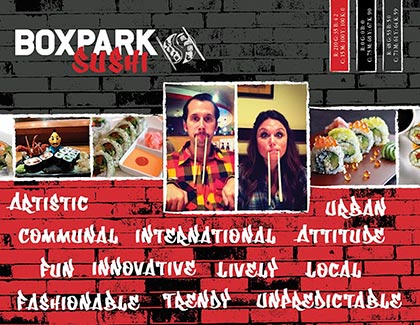 BOXPARK
SUSHI
ARTISTIC
URBAN
COMMUNAL INTERNATIONAL ATTITUDE
FUN INNOVATIVE LIVELY LOCAL
FASHIONABLE TRENDY UNPREDICTABLE